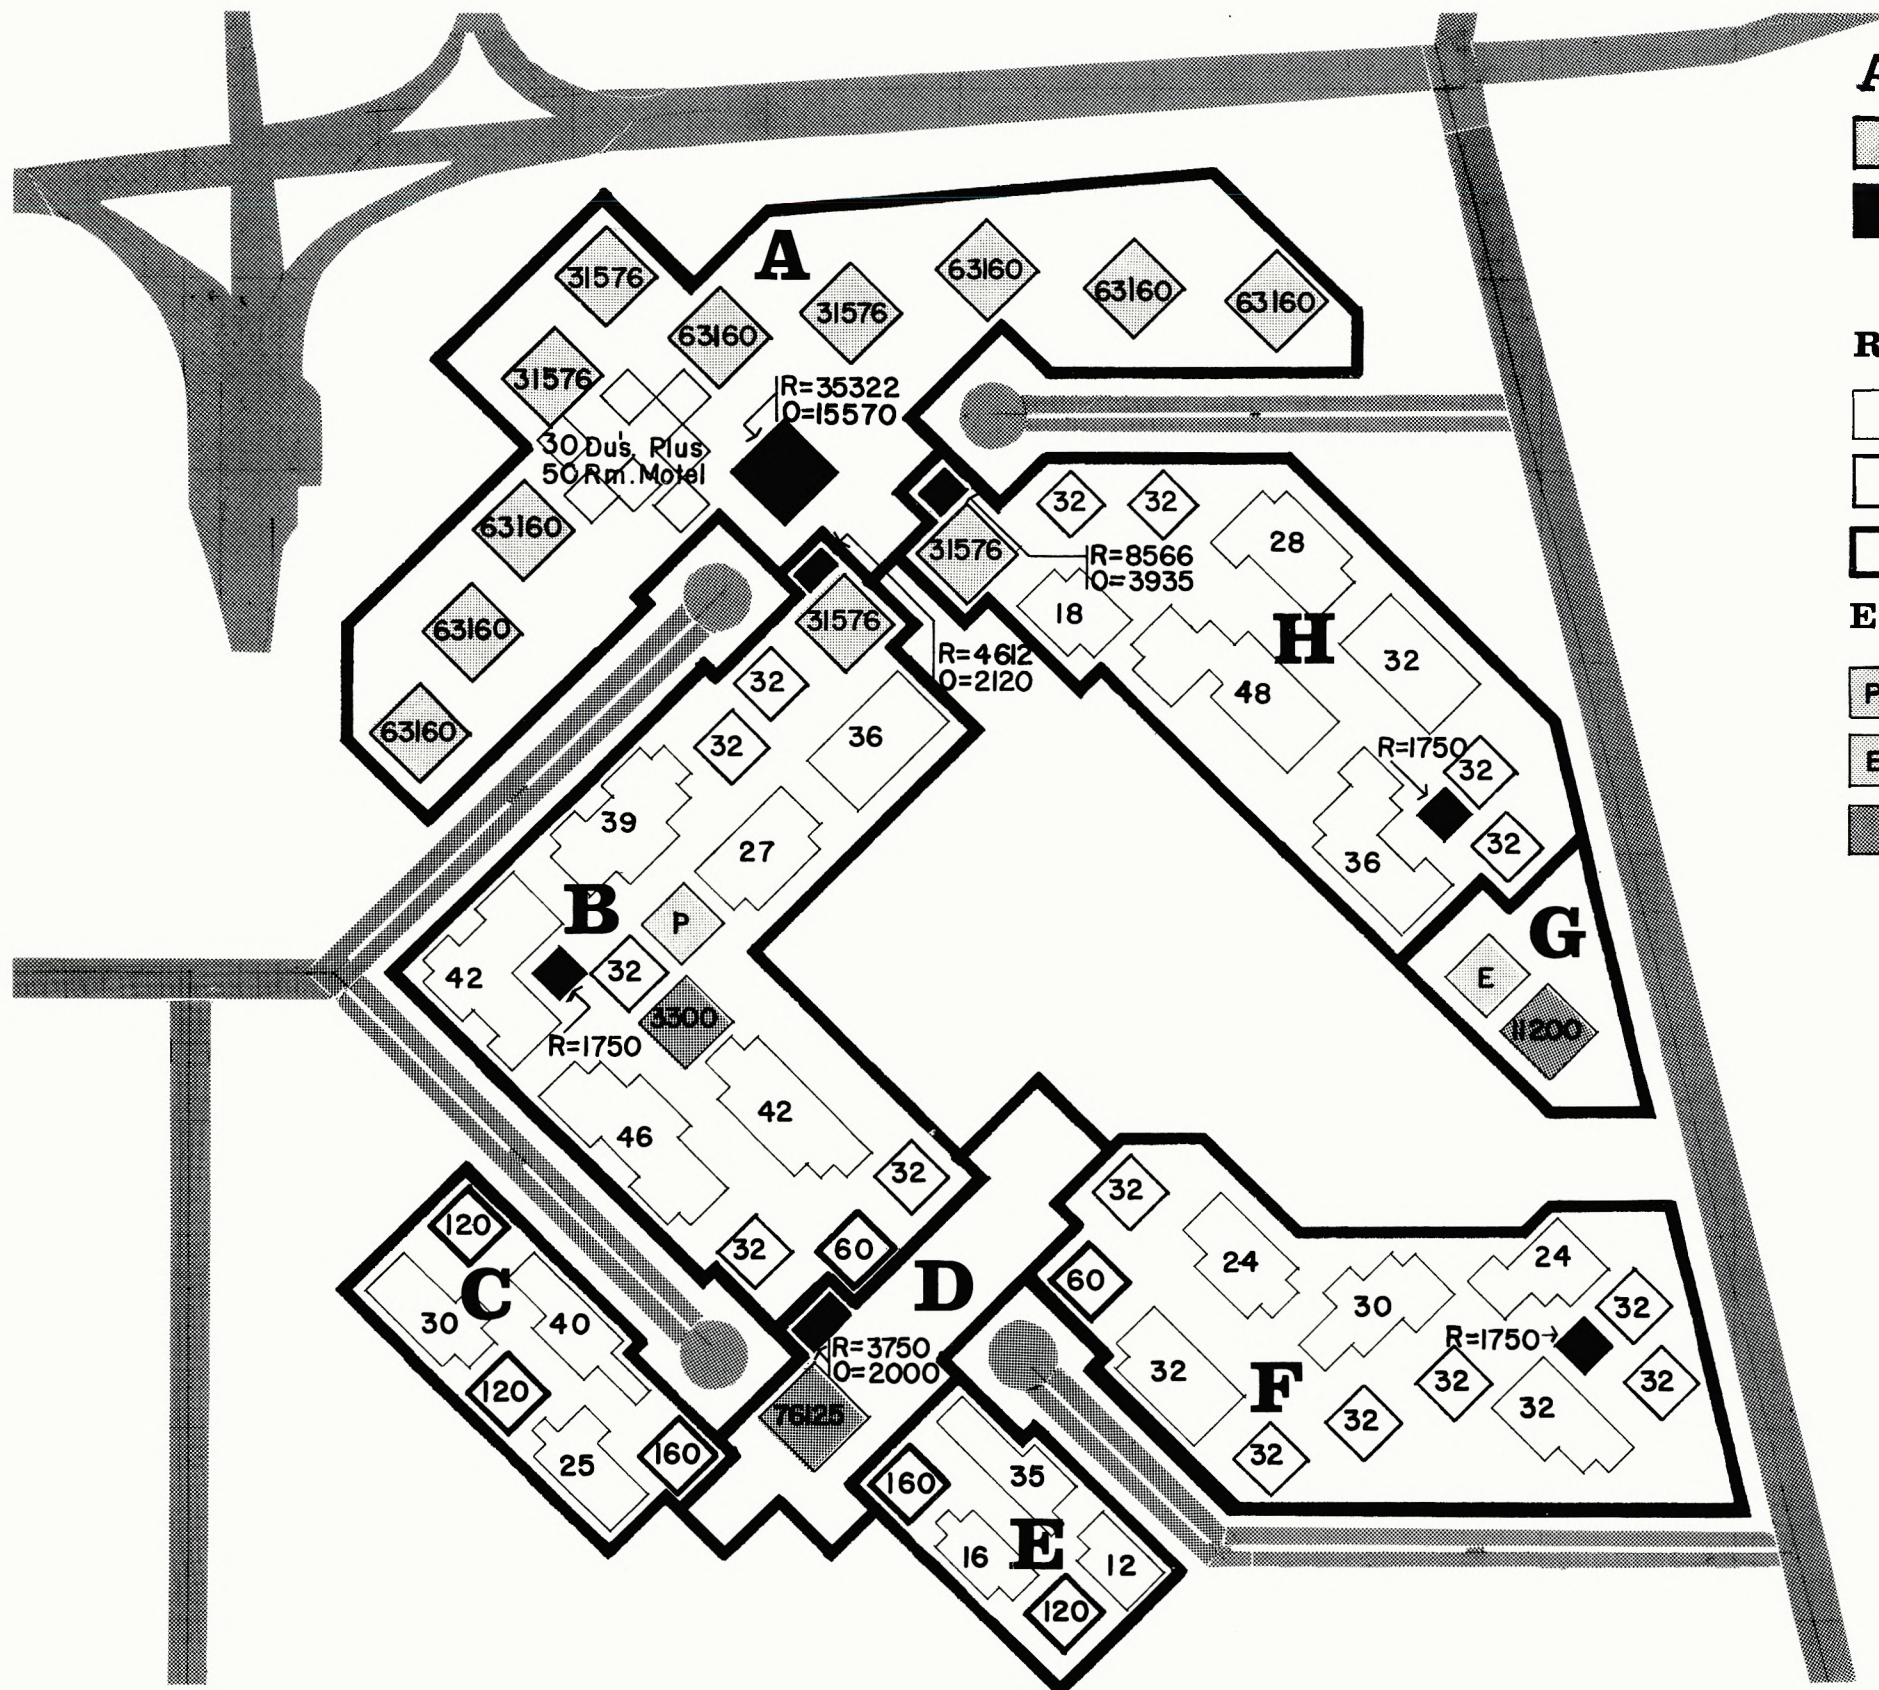 A
A
31576
63160
31576
63160
63160
63160
31576
R=35322
O=15570
30 Du's, Plus
50 Rm. Motel
63160
63160
63160
R
E
P
E
31576
R=8566
O=3935
32
32
28
18
H
48
32
R=1750
32
32
36
31576
R=4612
O=2120
32
32
36
39
27
B
P
42
32
3300
R=1750
42
46
32
32
60
G
E
11200
C
120
30
40
120
25
160
D
R=3750
O=2000
76125
32
60
24
30
24
32
R=1750
32
F
32
32
32
32
32
160
35
E
16
12
120